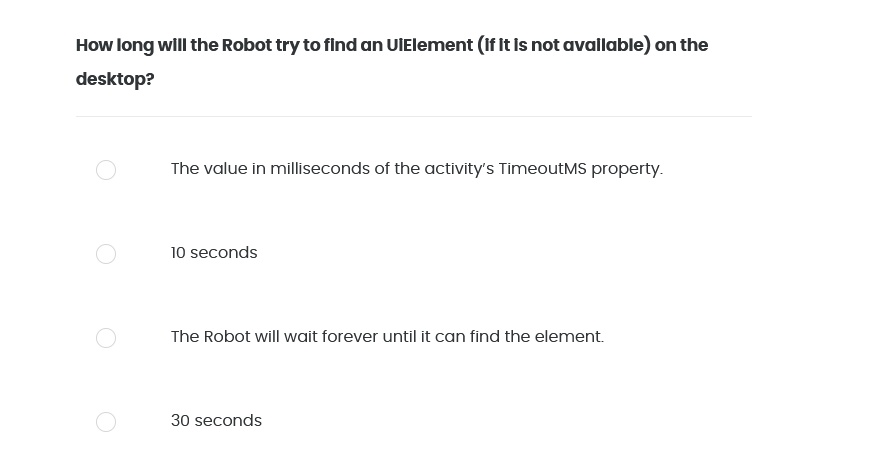 How long will the Robot try to find an UiElement (if it is not available) on the
desktop?
The value in milliseconds of the activity's TimeoutMS property.
10 seconds
The Robot will wait forever until it can find the element.
30 seconds